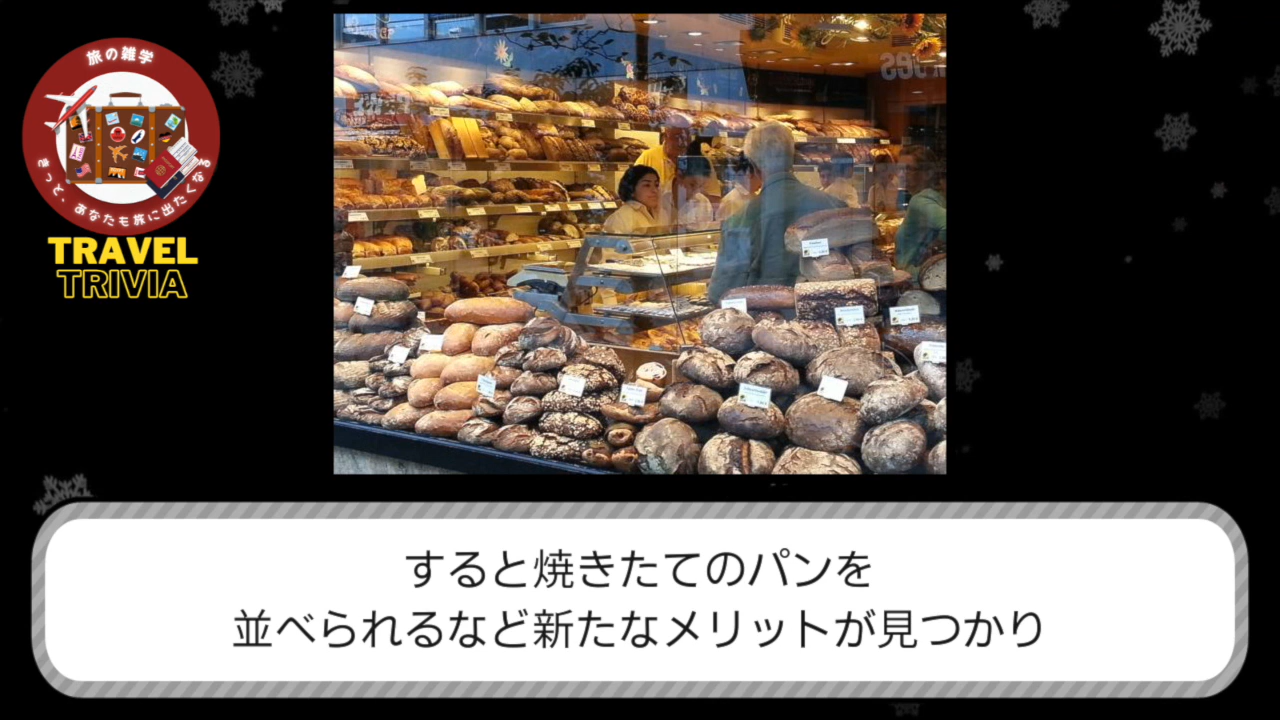 旅の雑学
きっと、あなたも旅に出たくなる
TRAVEL
TRIVIA
すると焼きたてのパンを
並べられるなど新たなメリットが見つかり